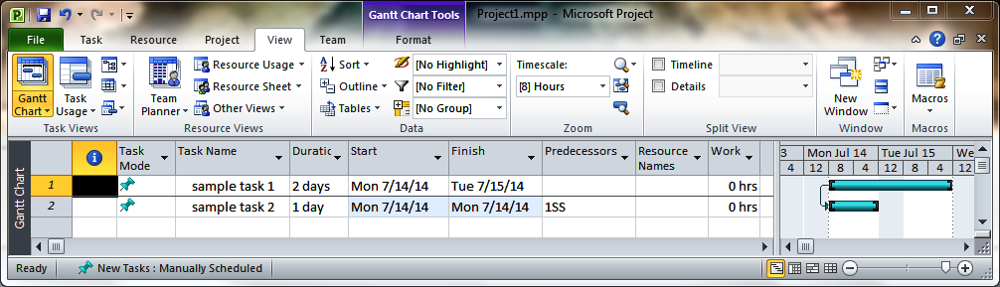 Gantt Chart Tools
Project1.mpp - Microsoft Project
File Task Resource Project View Team Format
Gantt Chart
Task Usage
Team Planner
Resource Usage
Resource Sheet
Other Views
Sort
Outline
Tables
[No Highlight]
[No Filter]
[No Group]
Timescale:
[8] Hours
Timeline
Details
New Window
Macros
Task Views Resource Views Data Zoom Split View Window Macros
Task Mode Task Name Duratic Start Finish Predecessors Resource Names Work
3 Mon Jul 14 Tue Jul 15 We
4 12 8 4 12 8 4 12
1 sample task 1 2 days Mon 7/14/14 Tue 7/15/14 0 hrs
2 sample task 2 1 day Mon 7/14/14 Mon 7/14/14 1SS 0 hrs
Gantt Chart
Ready New Tasks : Manually Scheduled